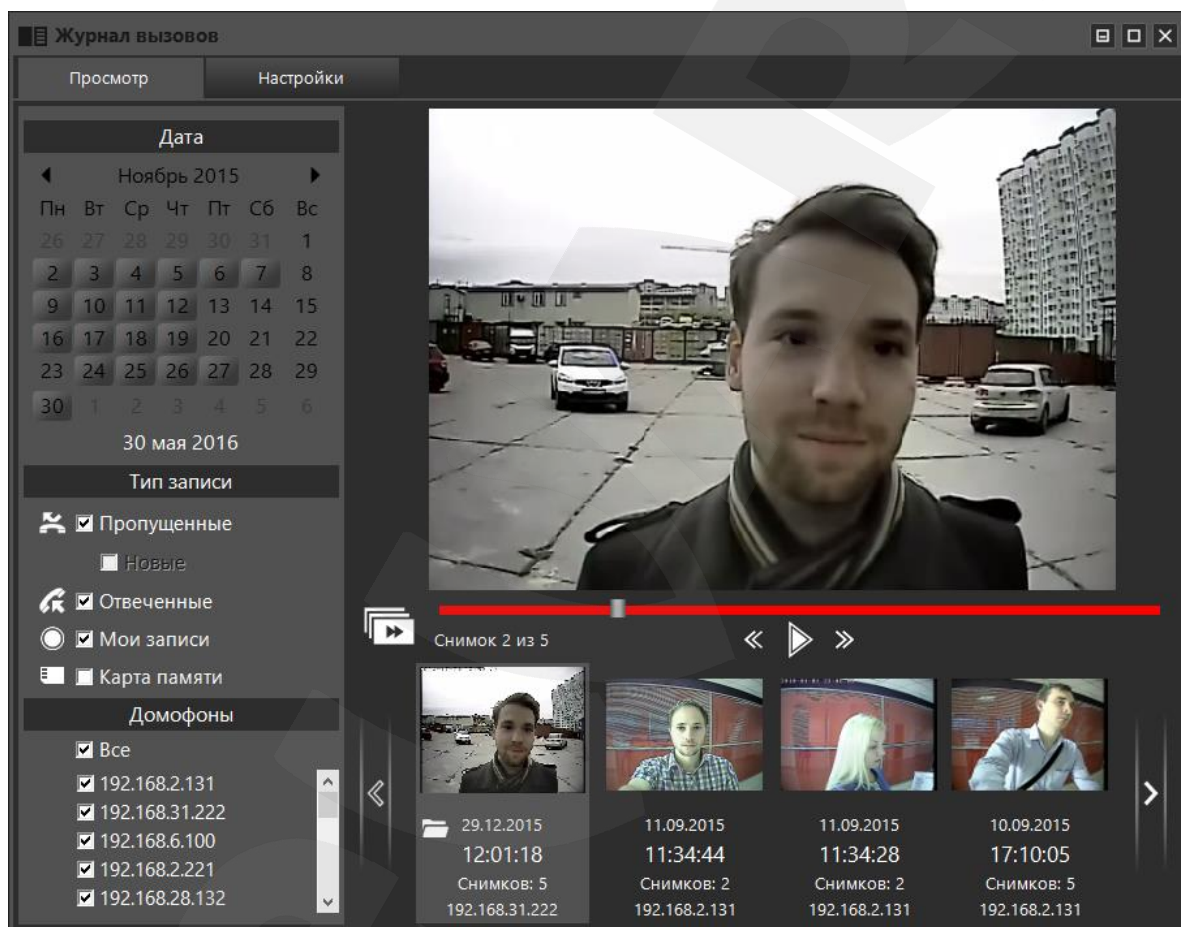 Журнал вызовов
Просмотр Настройки
Дата
Ноябрь 2015
Пн Вт Ср Чт Пт Сб Вс
26 27 28 29 30 31 1
2 3 4 5 6 7 8
9 10 11 12 13 14 15
16 17 18 19 20 21 22
23 24 25 26 27 28 29
30 1 2 3 4 5 6
30 мая 2016
Тип записи
Пропущенные
Новые
Отвеченные
Мои записи
Карта памяти
Домофоны
Все
192.168.2.131
192.168.31.222
192.168.6.100
192.168.2.221
192.168.28.132
Снимок 2 из 5
29.12.2015
12:01:18
Снимков: 5
192.168.31.222
11.09.2015
11:34:44
Снимков: 2
192.168.2.131
11.09.2015
11:34:28
Снимков: 2
192.168.2.131
10.09.2015
17:10:05
Снимков: 5
192.168.2.131